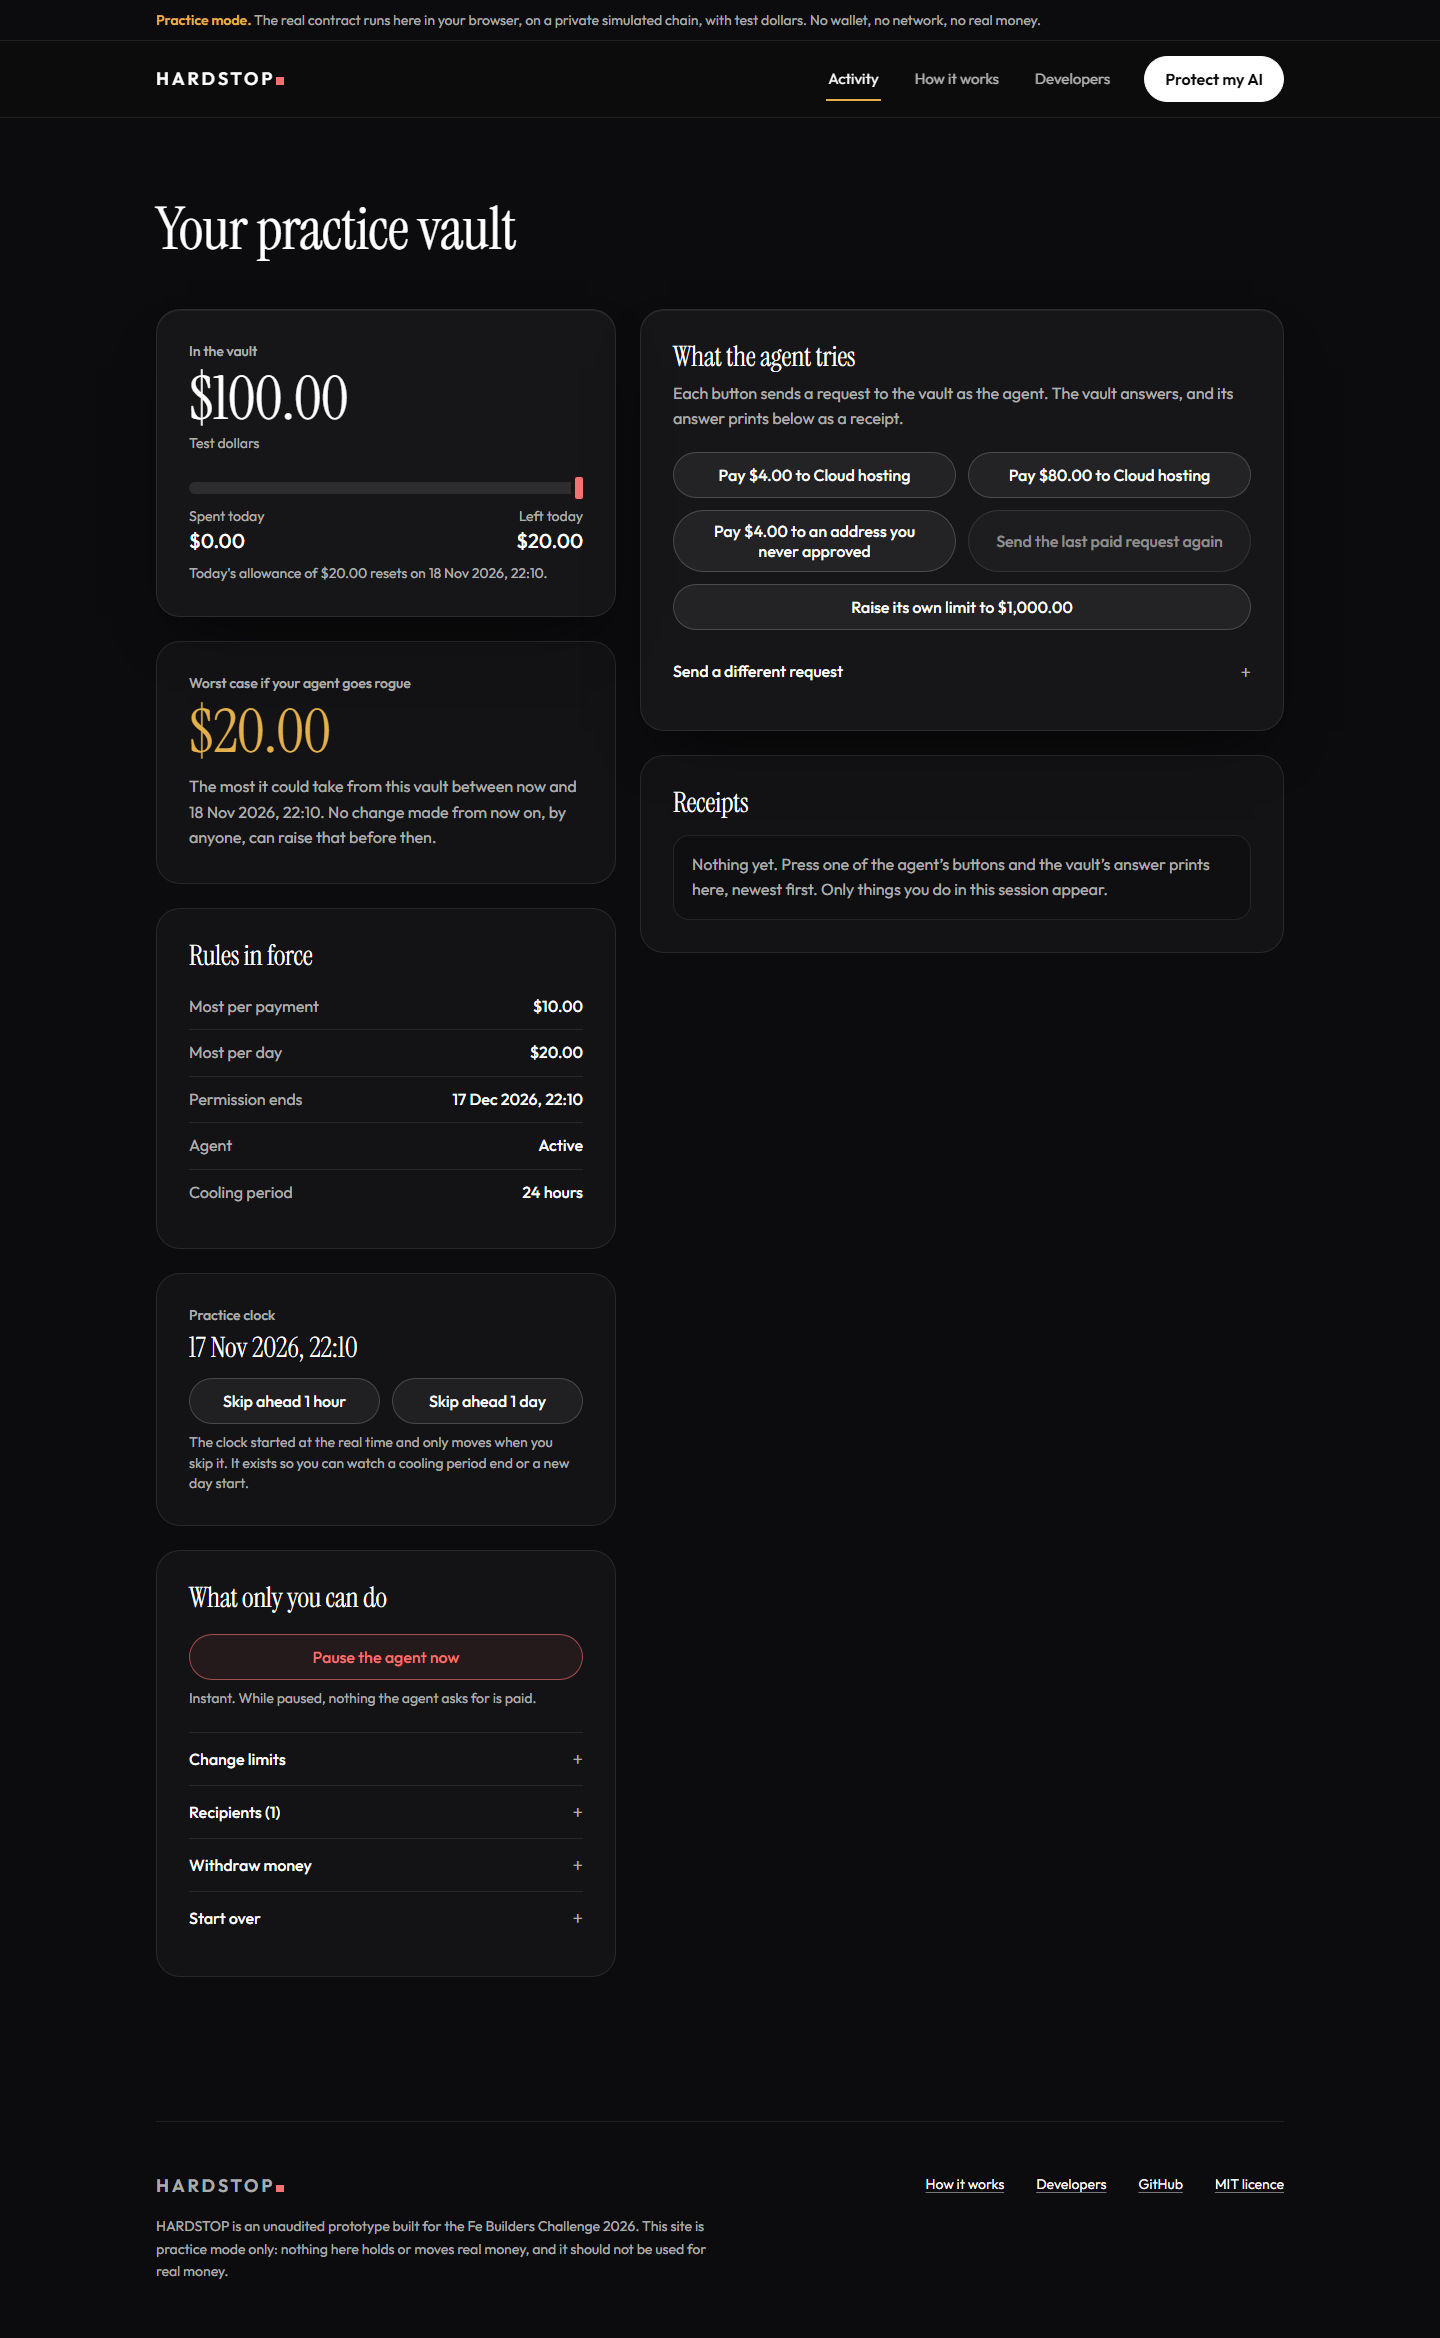 Practice mode. The real contract runs here in your browser, on a private simulated chain, with test dollars. No wallet, no network, no real money.
HARDSTOP
Activity
How it works
Developers
Protect my AI
Your practice vault
In the vault
$100.00
Test dollars
Spent today
Left today
$0.00
$20.00
Today's allowance of $20.00 resets on 18 Nov 2026, 22:10.
Worst case if your agent goes rogue
$20.00
The most it could take from this vault between now and
18 Nov 2026, 22:10. No change made from now on, by
anyone, can raise that before then.
Rules in force
Most per payment $10.00
Most per day $20.00
Permission ends 17 Dec 2026, 22:10
Agent Active
Cooling period 24 hours
Practice clock
17 Nov 2026, 22:10
Skip ahead 1 hour
Skip ahead 1 day
The clock started at the real time and only moves when you
skip it. It exists so you can watch a cooling period end or a new
day start.
What only you can do
Pause the agent now
Instant. While paused, nothing the agent asks for is paid.
Change limits +
Recipients (1) +
Withdraw money +
Start over +
What the agent tries
Each button sends a request to the vault as the agent. The vault answers, and its
answer prints below as a receipt.
Pay $4.00 to Cloud hosting
Pay $80.00 to Cloud hosting
Pay $4.00 to an address you
never approved
Send the last paid request again
Raise its own limit to $1,000.00
Send a different request +
Receipts
Nothing yet. Press one of the agent’s buttons and the vault’s answer prints
here, newest first. Only things you do in this session appear.
HARDSTOP
How it works
Developers
GitHub
MIT licence
HARDSTOP is an unaudited prototype built for the Fe Builders Challenge 2026. This site is
practice mode only: nothing here holds or moves real money, and it should not be used for
real money.